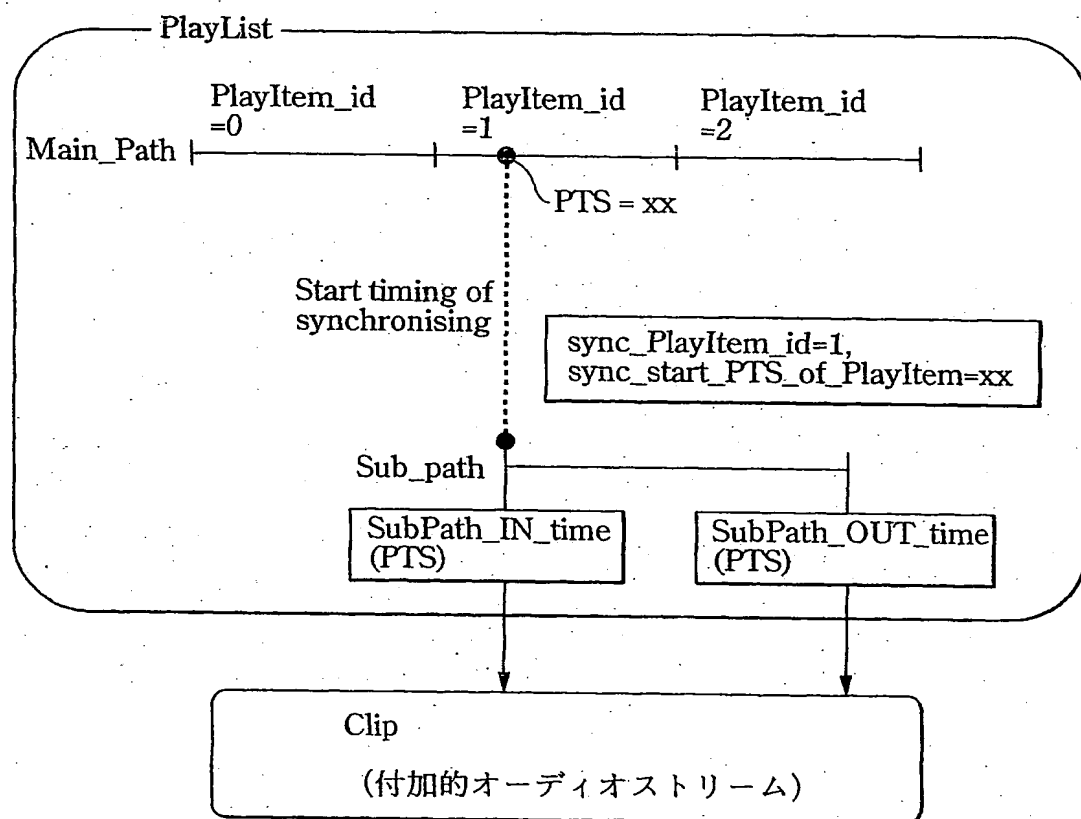 PlayList
PlayItem_id
=0
PlayItem_id
=1
PlayItem_id
=2
Main_Path
PTS = xx
Start timing of
synchronising
sync_PlayItem_id=1,
sync_start_PTS_of_PlayItem=xx
Sub_path
SubPath_IN_time
(PTS)
SubPath_OUT_time
(PTS)
Clip
(付加的オーディオストリーム)